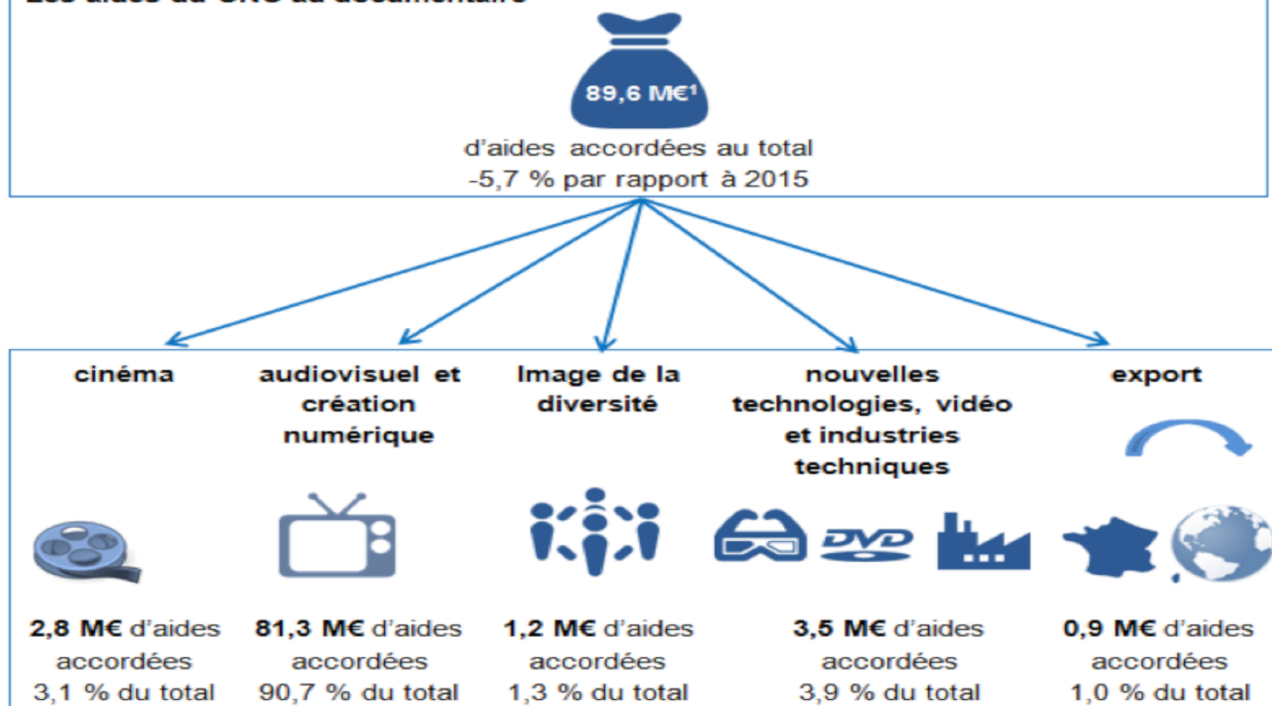 89,6 M€¹
d'aides accordées au total
-5,7 % par rapport à 2015
cinéma
audiovisuel et
création
numérique
Image de la
diversité
nouvelles
technologies, vidéo
et industries
techniques
export
DVD
2,8 M€ d'aides
accordées
3,1 % du total
81,3 M€ d'aides
accordées
90,7 % du total
1,2 M€ d'aides
accordées
1,3 % du total
3,5 M€ d'aides
accordées
3,9 % du total
0,9 M€ d'aides
accordées
1,0 % du total